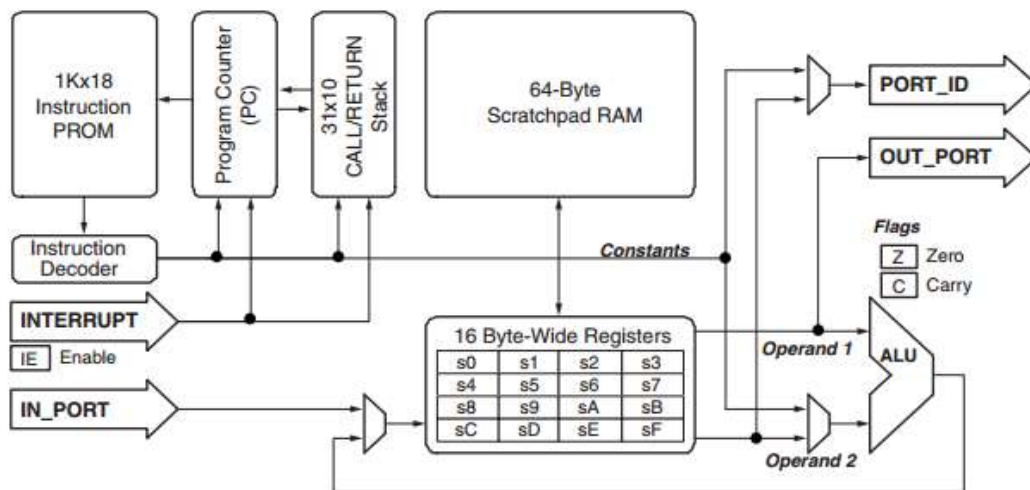 1Kx18
Instruction
PROM
Program Counter
(PC)
31x10
CALL/RETURN
Stack
64-Byte
Scratchpad RAM
PORT_ID
OUT_PORT
Instruction
Decoder
Constants
Flags
Z Zero
C Carry
INTERRUPT
IE Enable
IN_PORT
16 Byte-Wide Registers
s0 s1 s2 s3
s4 s5 s6 s7
s8 s9 sA sB
sC sD sE sF
Operand 1
ALU
Operand 2